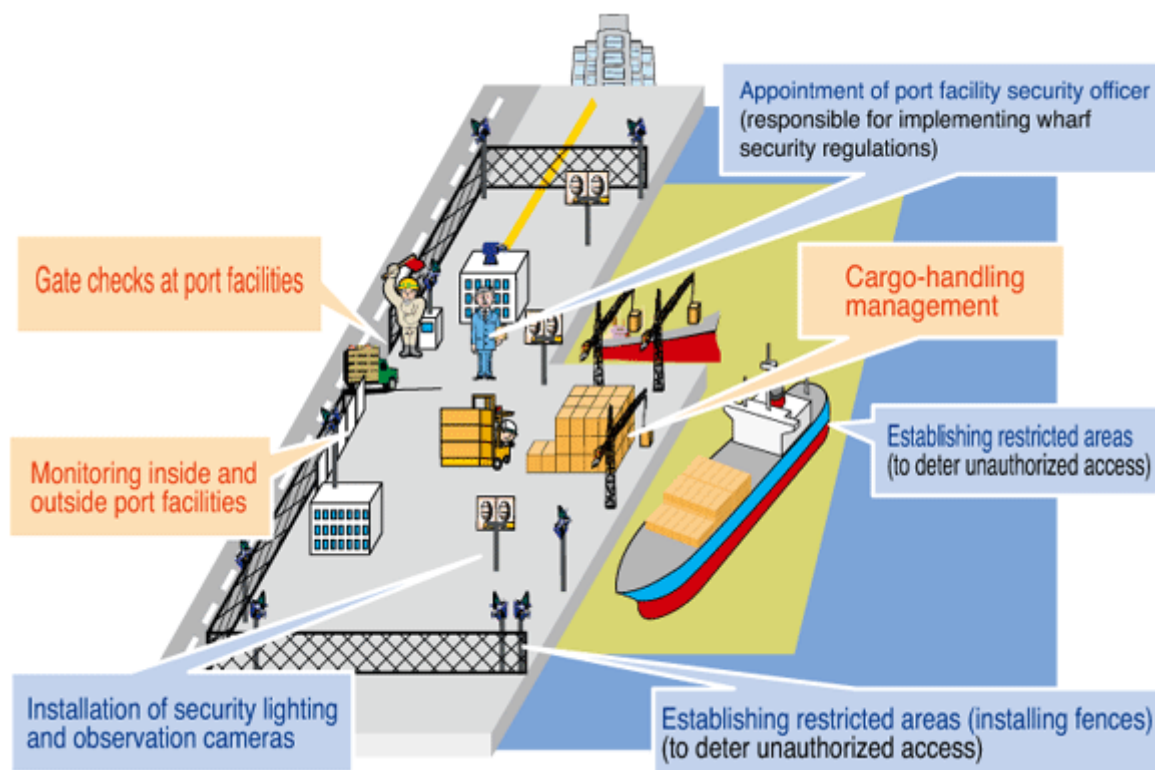 Appointment of port facility security officer
(responsible for implementing wharf
security regulations)
Gate checks at port facilities
Cargo-handling
management
Establishing restricted areas
(to deter unauthorized access)
Monitoring inside and
outside port facilities
Installation of security lighting
and observation cameras
Establishing restricted areas (installing fences)
(to deter unauthorized access)